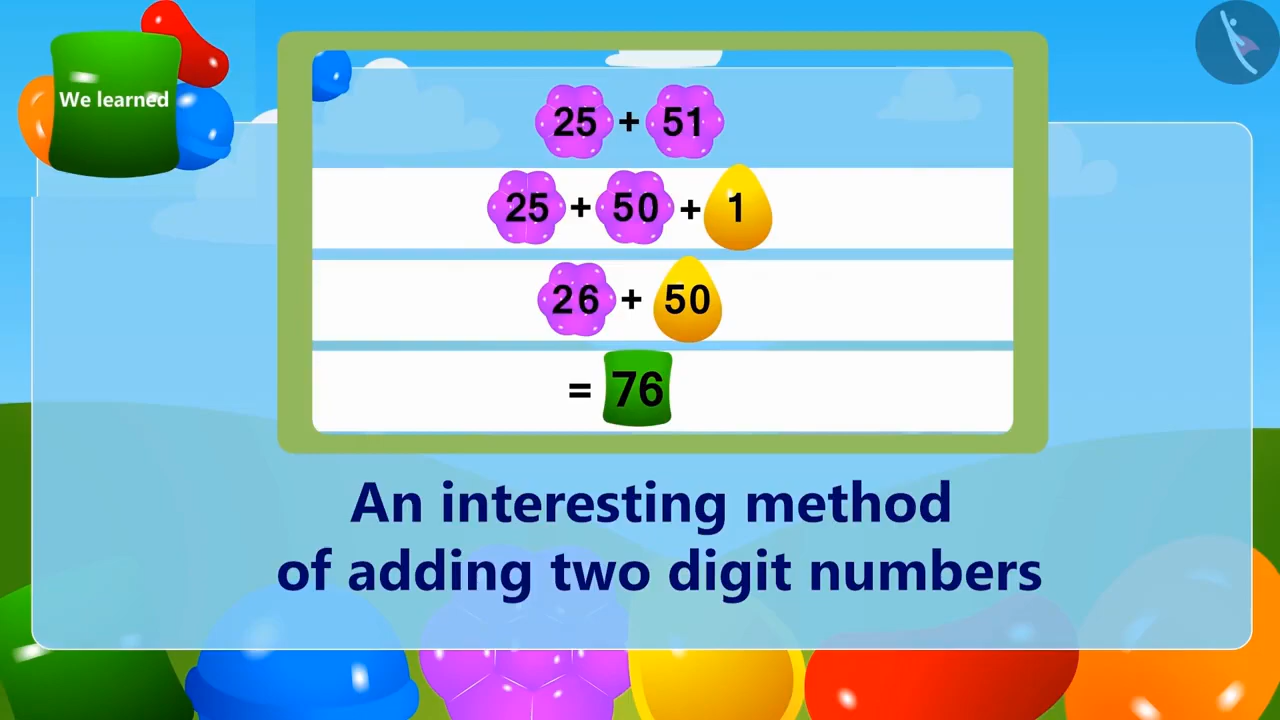 We learned
25 + 51
25 + 50 + 1
26 + 50
= 76
An interesting method
of adding two digit numbers